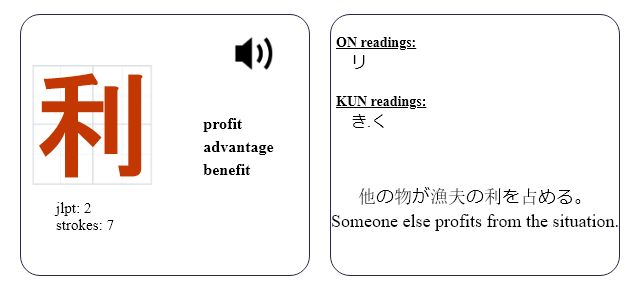 利
profit
advantage
benefit
jlpt: 2
strokes: 7
ON readings:
リ
KUN readings:
き.く
他の物が漁夫の利を占める。
Someone else profits from the situation.